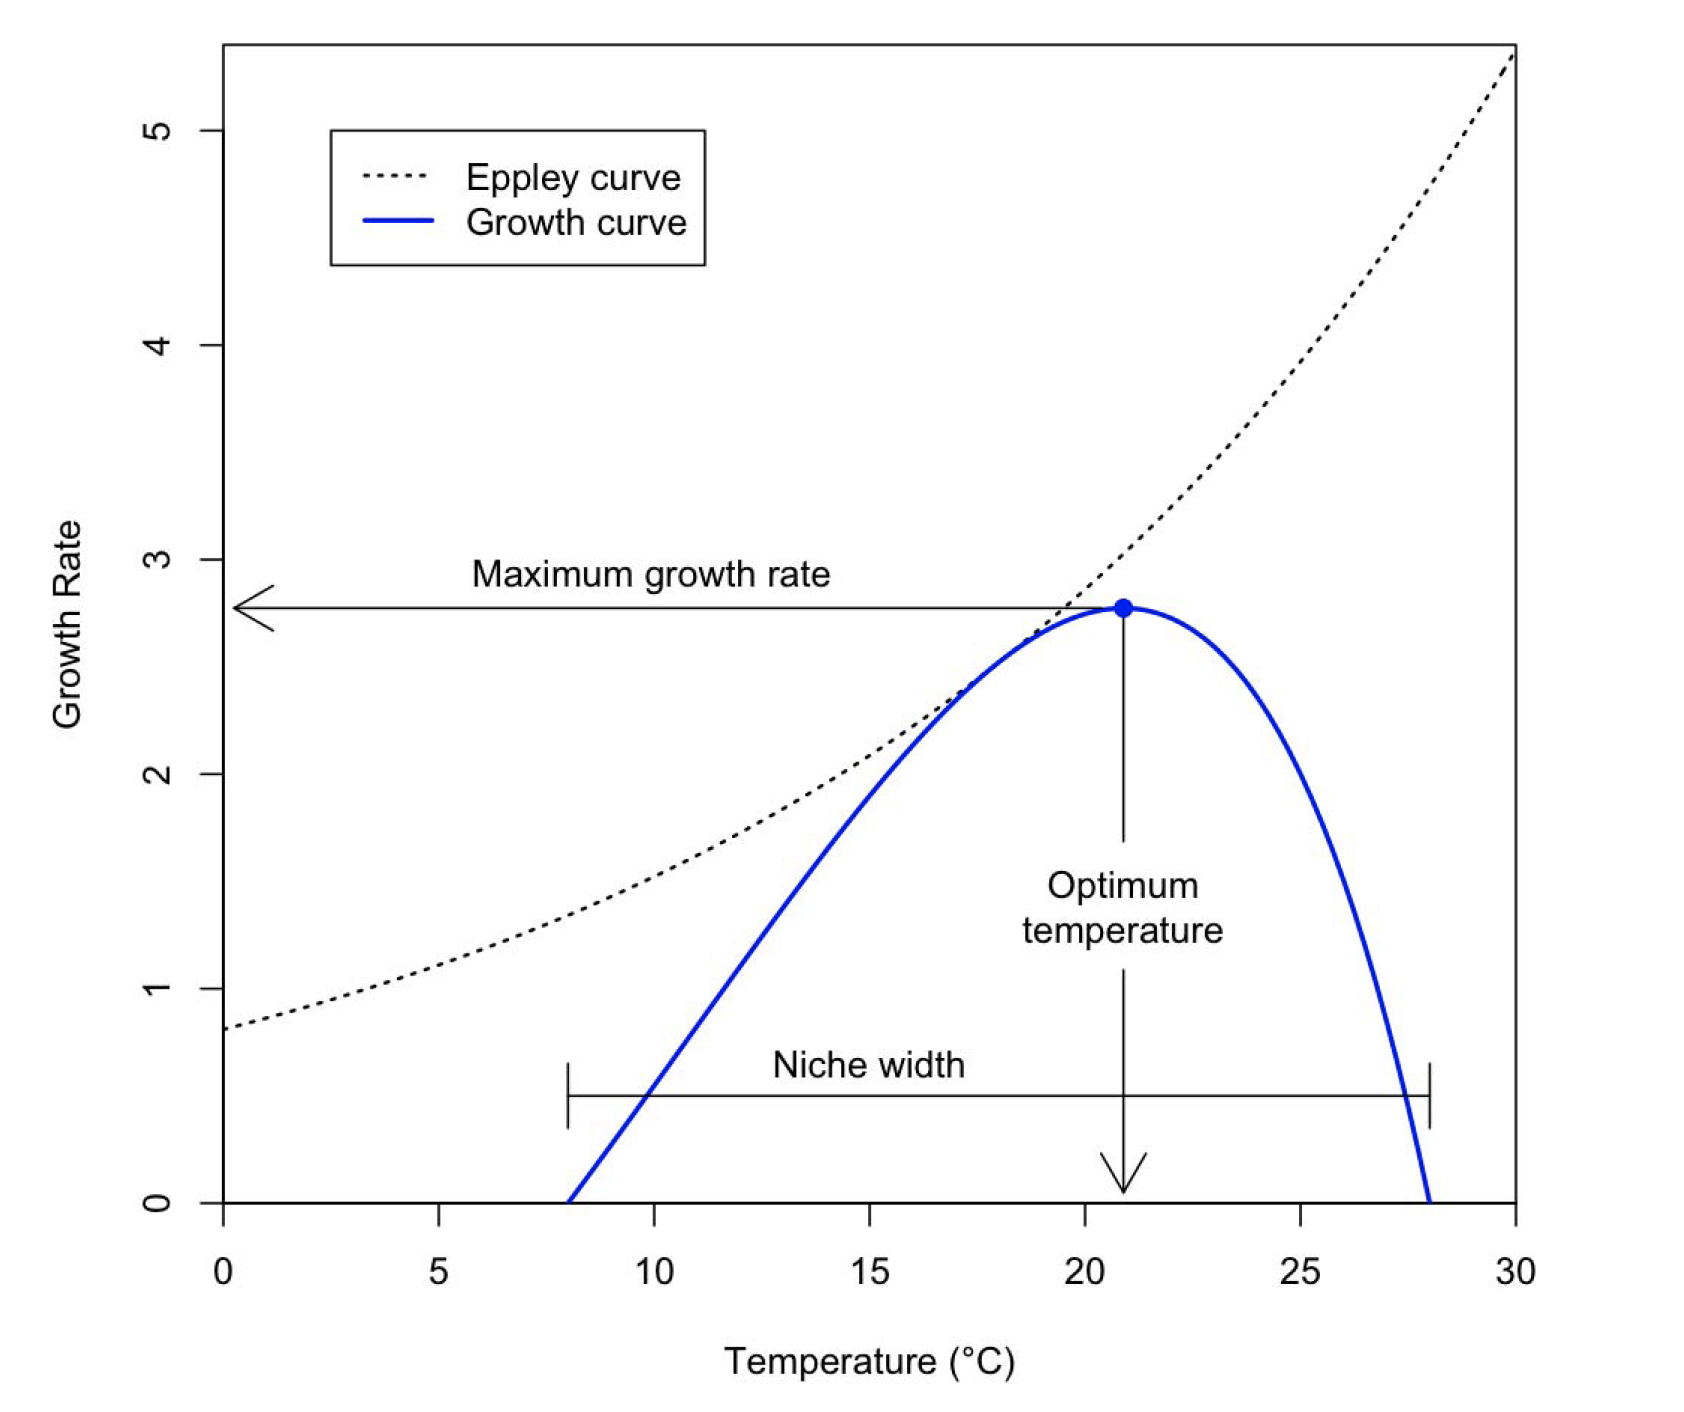 5
4
3
2
1
0
Growth Rate
Eppley curve
Growth curve
Maximum growth rate
Optimum
temperature
Niche width
0 5 10 15 20 25 30
Temperature (°C)